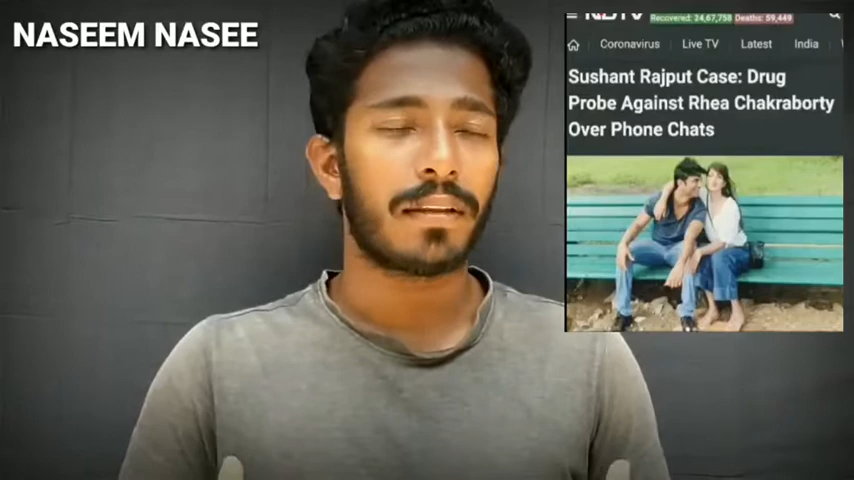 NASEEM NASEE
NDTV
Recovered: 24,67,758 Deaths: 59,449
Coronavirus Live TV Latest India
Sushant Rajput Case: Drug
Probe Against Rhea Chakraborty
Over Phone Chats